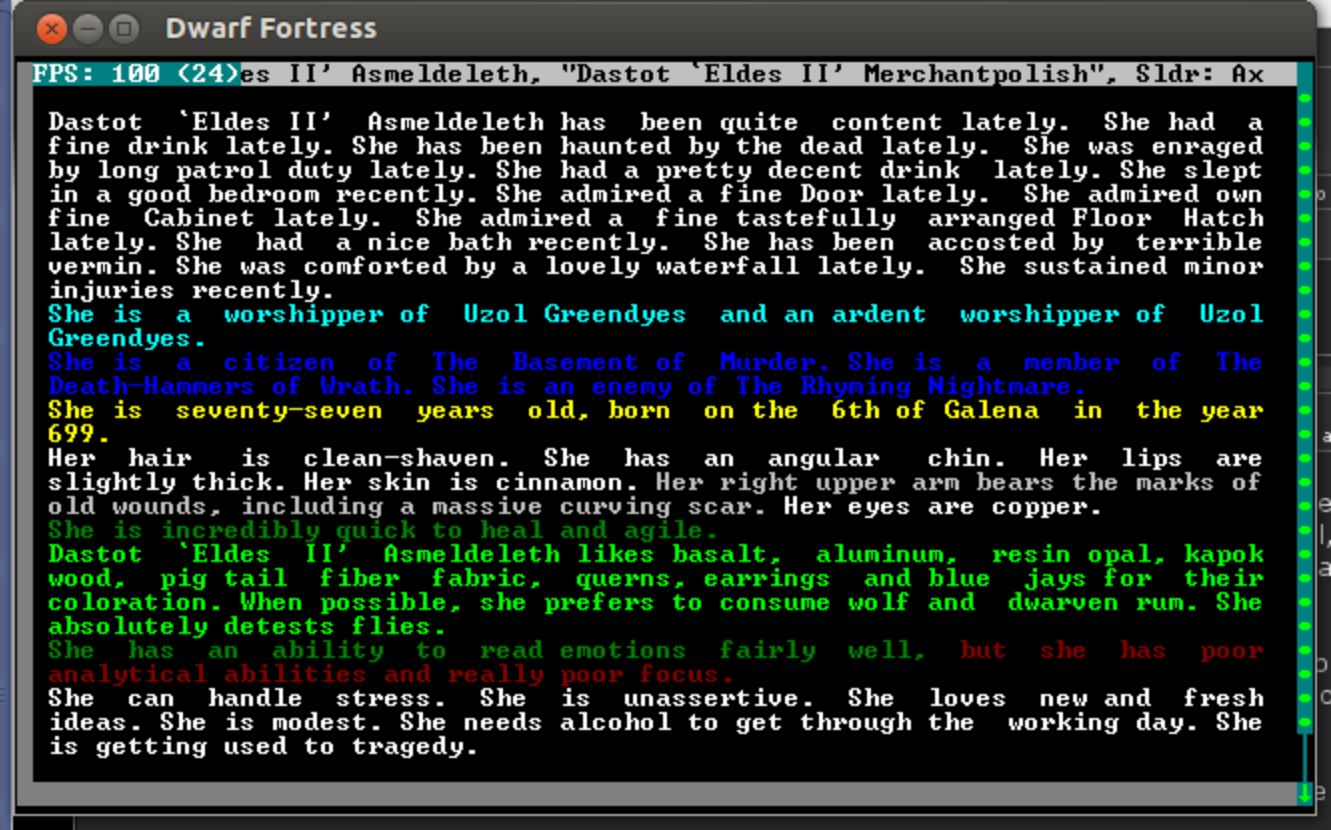 Dwarf Fortress
FPS: 100 (24)es II' Asmeldeleth, "Dastot `Eldes II' Merchantpolish", Sldr: Ax
Dastot `Eldes II' Asmeldeleth has been quite content lately. She had a
fine drink lately. She has been haunted by the dead lately. She was enraged
by long patrol duty lately. She had a pretty decent drink lately. She slept
in a good bedroom recently. She admired a fine Door lately. She admired own
fine Cabinet lately. She admired a fine tastefully arranged Floor Hatch
lately. She had a nice bath recently. She has been accosted by terrible
vermin. She was comforted by a lovely waterfall lately. She sustained minor
injuries recently.
She is a worshipper of Uzol Greendyes and an ardent worshipper of Uzol
Greendyes.
She is a citizen of The Basement of Murder. She is a member of The
Death-Hammers of Wrath. She is an enemy of The Rhyming Nightmare.
She is seventy-seven years old, born on the 6th of Galena in the year
699.
Her hair is clean-shaven. She has an angular chin. Her lips are
slightly thick. Her skin is cinnamon. Her right upper arm bears the marks of
old wounds, including a massive curving scar. Her eyes are copper.
She is incredibly quick to heal and agile.
Dastot `Eldes II' Asmeldeleth likes basalt, aluminum, resin opal, kapok
wood, pig tail fiber fabric, querns, earrings and blue jays for their
coloration. When possible, she prefers to consume wolf and dwarven rum. She
absolutely detests flies.
She has an ability to read emotions fairly well, but she has poor
analytical abilities and really poor focus.
She can handle stress. She is unassertive. She loves new and fresh
ideas. She is modest. She needs alcohol to get through the working day. She
is getting used to tragedy.